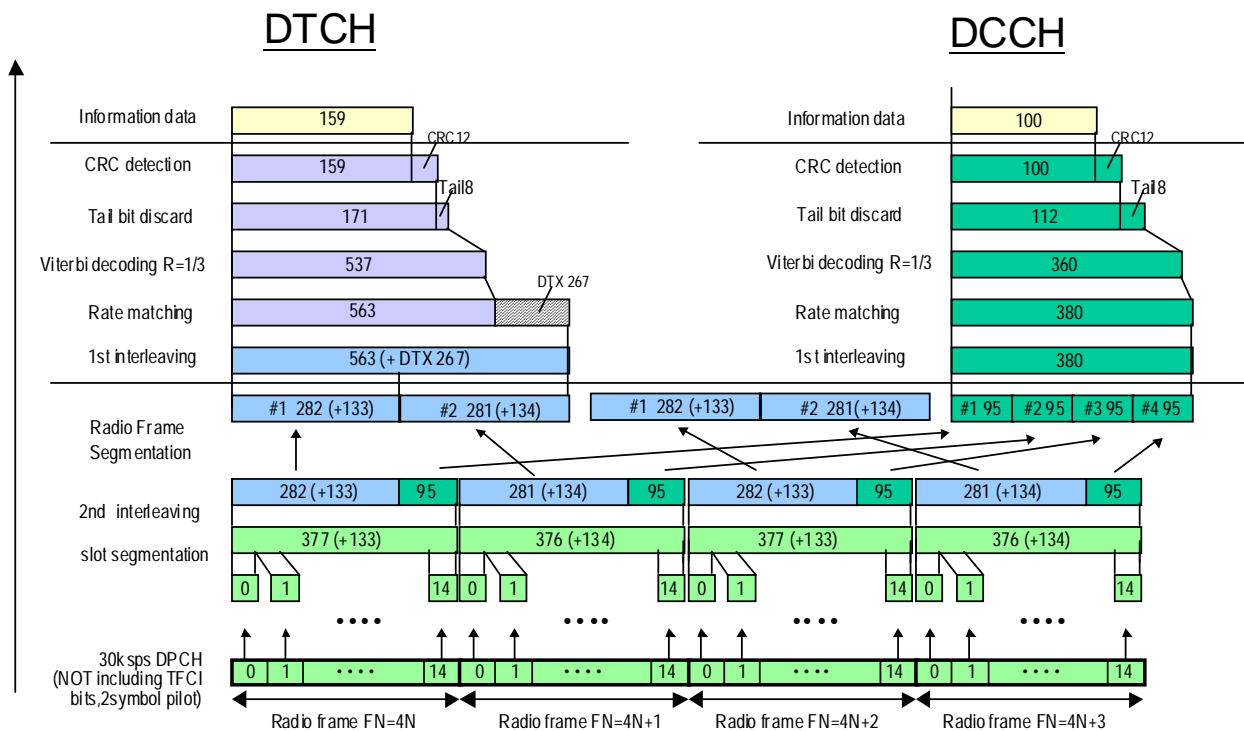 DTCH
DCCH
Information data
159
CRC12
Information data
100
CRC12
CRC detection
159
CRC detection
100
Tail8
Tail8
Tail bit discard
171
Tail bit discard
112
Viterbi decoding R=1/3
537
Viterbi decoding R=1/3
360
DTX 267
Rate matching
563
Rate matching
380
1st interleaving
563 (+ DTX 267)
1st interleaving
380
#1 282 (+133)
#2 281 (+134)
#1 282 (+133)
#2 281(+134)
#1 95
#2 95
#3 95
#4 95
Radio Frame
Segmentation
282 (+133)
95
281 (+134)
95
282 (+133)
95
281 (+134)
95
2nd interleaving
377 (+133)
376 (+134)
377 (+133)
376 (+134)
slot segmentation
0
1
14
0
1
14
0
1
14
0
1
14
• • • •
• • • •
• • • •
• • • •
30ksps DPCH
(NOT including TFCI
bits,2symbol pilot)
0
1
• • • •
14
0
1
• • • •
14
0
1
• • • •
14
0
1
• • • •
14
Radio frame FN=4N
Radio frame FN=4N+1
Radio frame FN=4N+2
Radio frame FN=4N+3